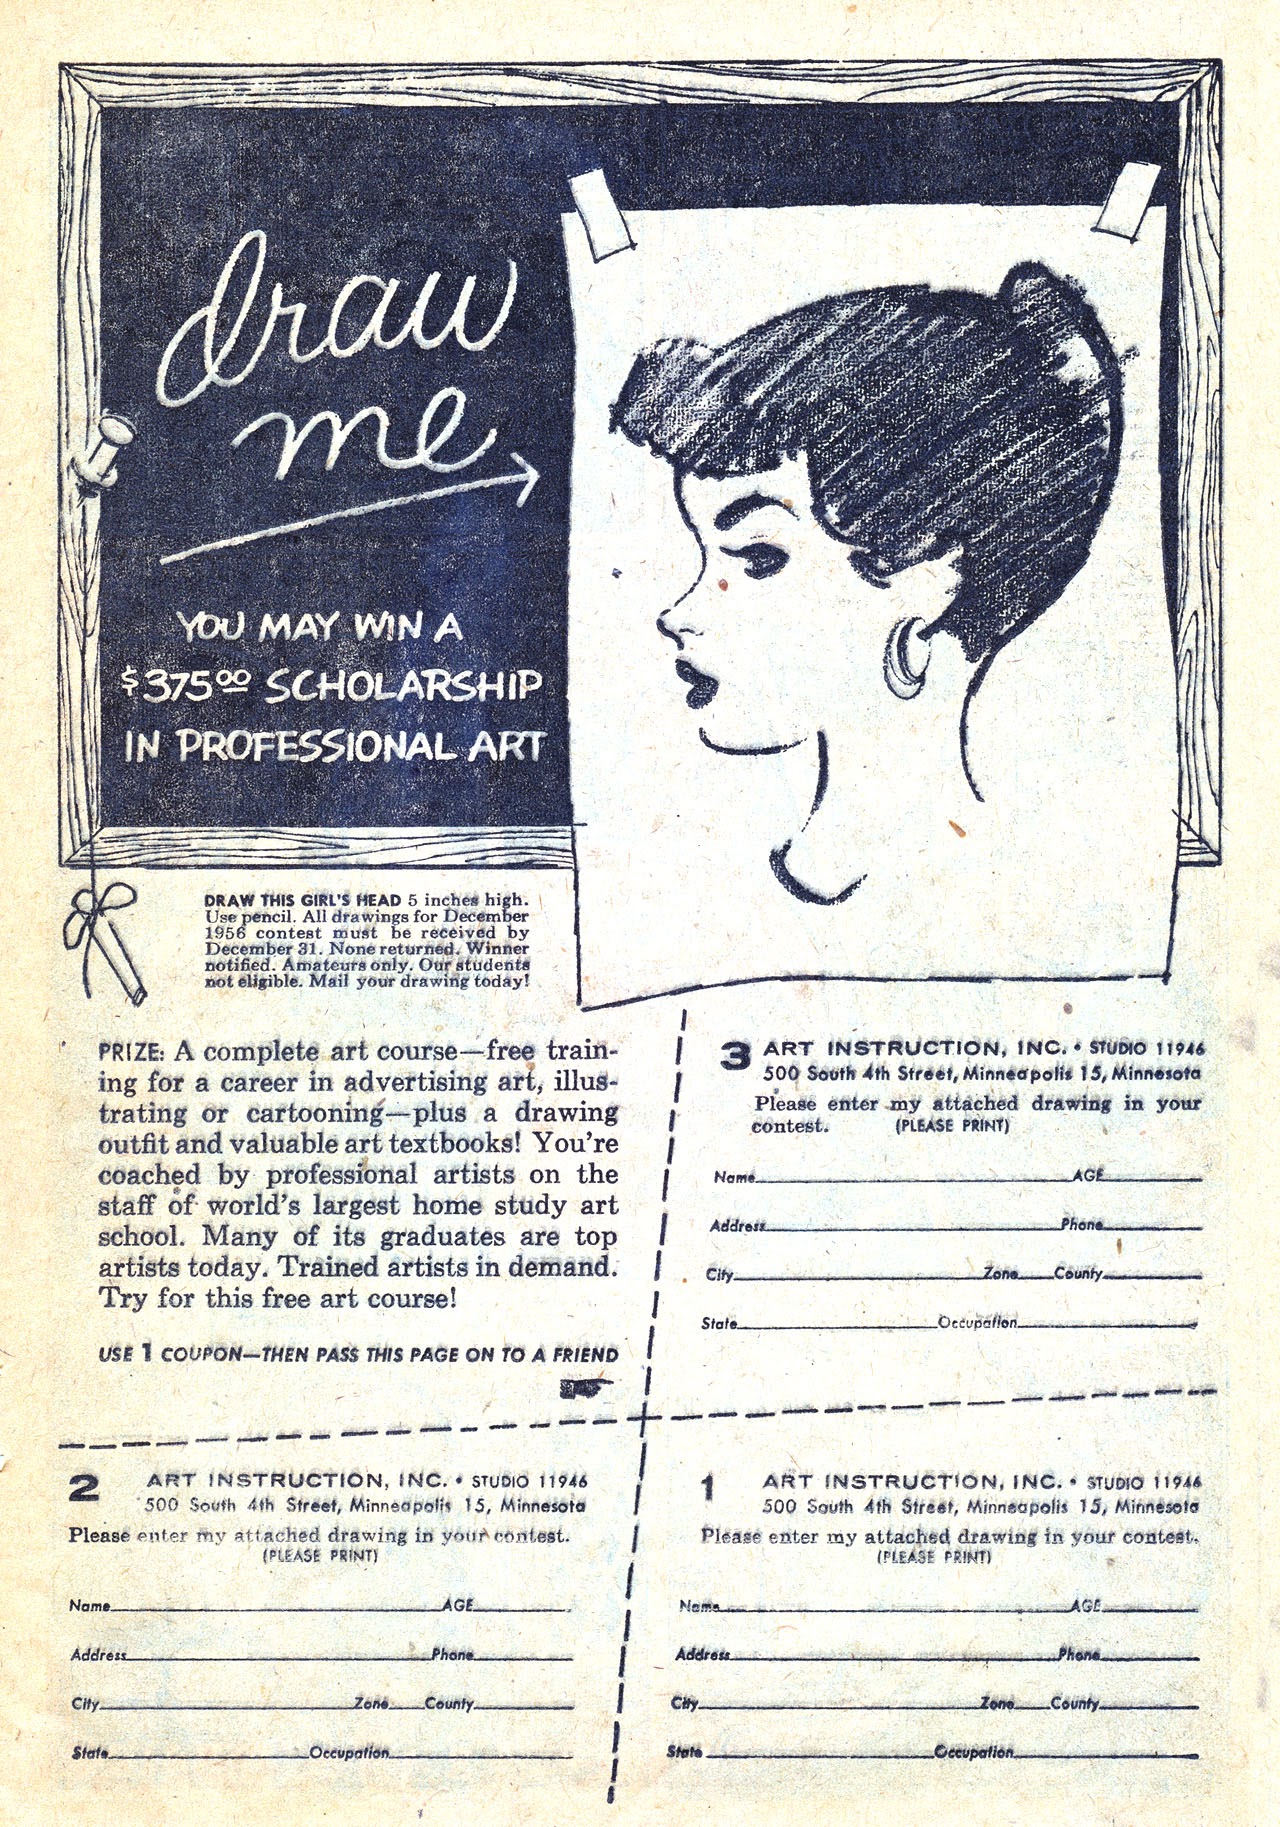 draw
me
YOU MAY WIN A
$375.00 SCHOLARSHIP
IN PROFESSIONAL ART
DRAW THIS GIRL'S HEAD 5 inches high.
Use pencil. All drawings for December
1956 contest must be received by
December 31. None returned. Winner
notified. Amateurs only. Our students
not eligible. Mail your drawing today!
PRIZE: A complete art course—free train-
ing for a career in advertising art, illus-
trating or cartooning—plus a drawing
outfit and valuable art textbooks! You're
coached by professional artists on the
staff of world's largest home study art
school. Many of its graduates are top
artists today. Trained artists in demand.
Try for this free art course!
USE 1 COUPON—THEN PASS THIS PAGE ON TO A FRIEND
3 ART INSTRUCTION, INC. • STUDIO 11946
500 South 4th Street, Minneapolis 15, Minnesota
Please enter my attached drawing in your
contest. (PLEASE PRINT)
Name AGE
Address Phone
City Zone County
State Occupation
2 ART INSTRUCTION, INC. • STUDIO 11946
500 South 4th Street, Minneapolis 15, Minnesota
Please enter my attached drawing in your contest.
(PLEASE PRINT)
Name AGE
Address Phone
City Zone County
State Occupation
1 ART INSTRUCTION, INC. • STUDIO 11946
500 South 4th Street, Minneapolis 15, Minnesota
Please enter my attached drawing in your contest.
(PLEASE PRINT)
Name AGE
Address Phone
City Zone County
State Occupation